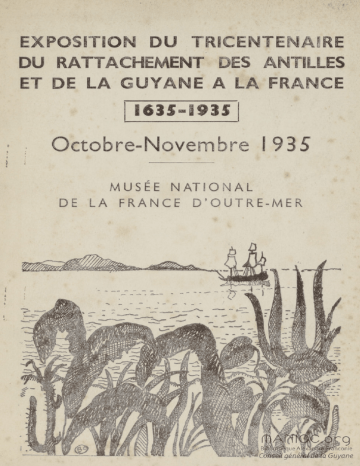 EXPOSITION DU TRICENTENAIRE
DU RATTACHEMENT DES ANTILLES
ET DE LA GUYANE A LA FRANCE
1635-1935
Octobre-Novembre 1935
MUSÉE NATIONAL
DE LA FRANCE D'OUTRE-MER
MANIOC.org
Conseil général de la Guyane